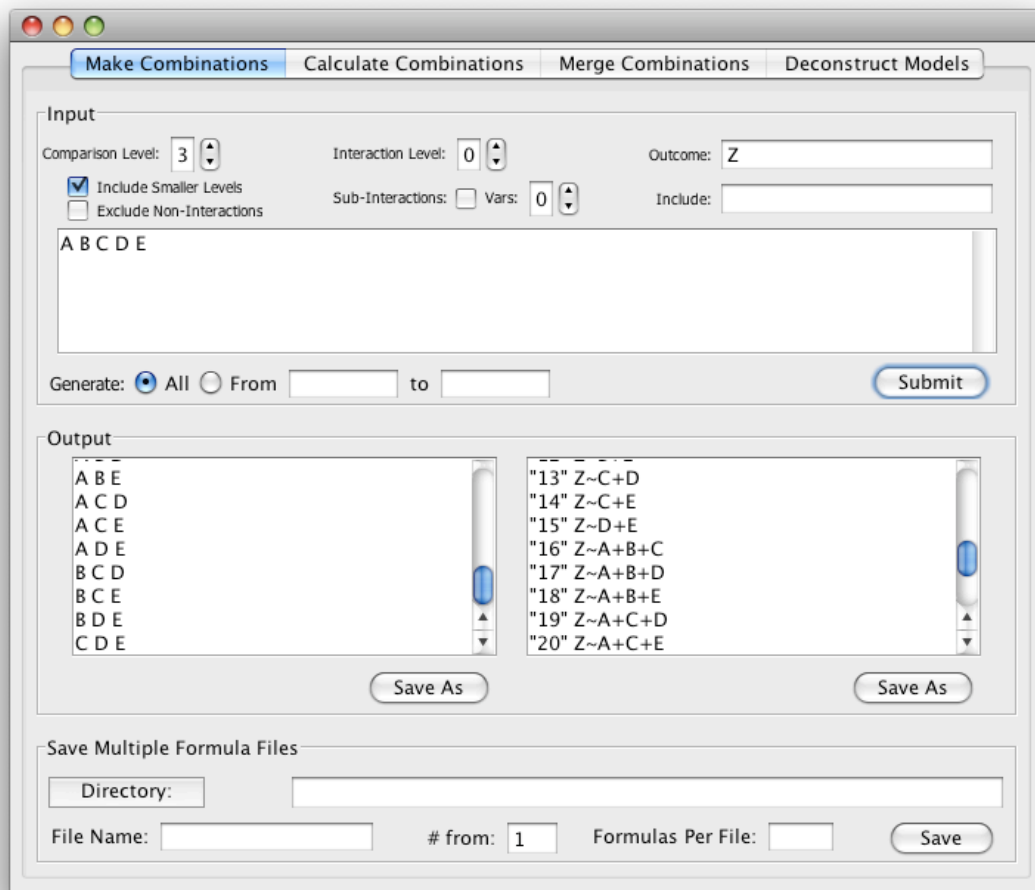 Make Combinations Calculate Combinations Merge Combinations Deconstruct Models
Input
Comparison Level: 3 Interaction Level: 0 Outcome: Z
Include Smaller Levels
Sub-Interactions: Vars: 0 Include:
Exclude Non-Interactions
A B C D E
Generate: All From to Submit
Output
A B E
A C D
A C E
A D E
B C D
B C E
B D E
C D E
"13" Z~C+D
"14" Z~C+E
"15" Z~D+E
"16" Z~A+B+C
"17" Z~A+B+D
"18" Z~A+B+E
"19" Z~A+C+D
"20" Z~A+C+E
Save As Save As
Save Multiple Formula Files
Directory:
File Name: # from: 1 Formulas Per File: Save